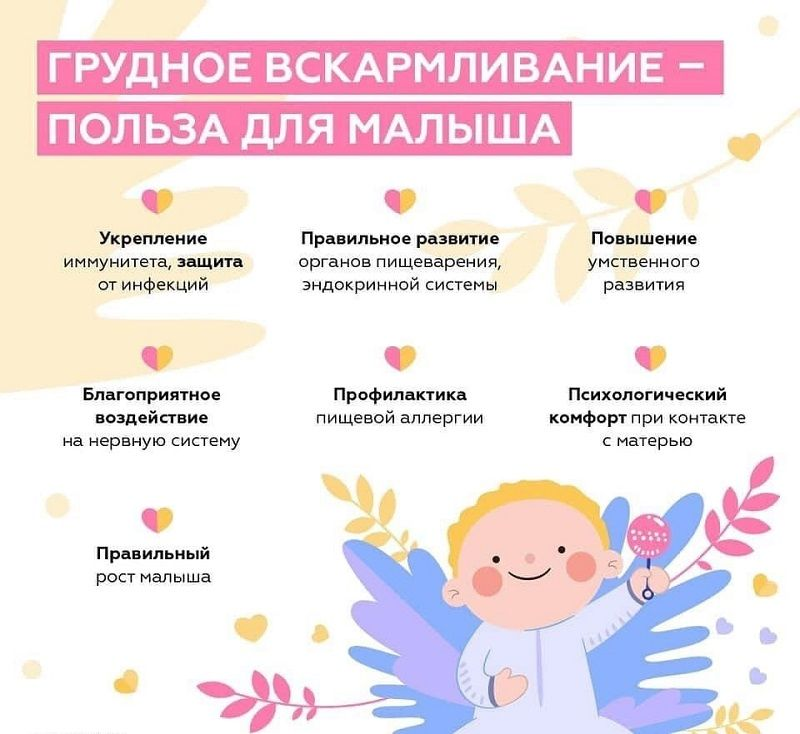 ГРУДНОЕ ВСКАРМЛИВАНИЕ –
ПОЛЬЗА ДЛЯ МАЛЫША
Укрепление
иммунитета, защита
от инфекций
Правильное развитие
органов пищеварения,
эндокринной системы
Повышение
умственного
развития
Благоприятное
воздействие
на нервную систему
Профилактика
пищевой аллергии
Психологический
комфорт при контакте
с матерью
Правильный
рост малыша